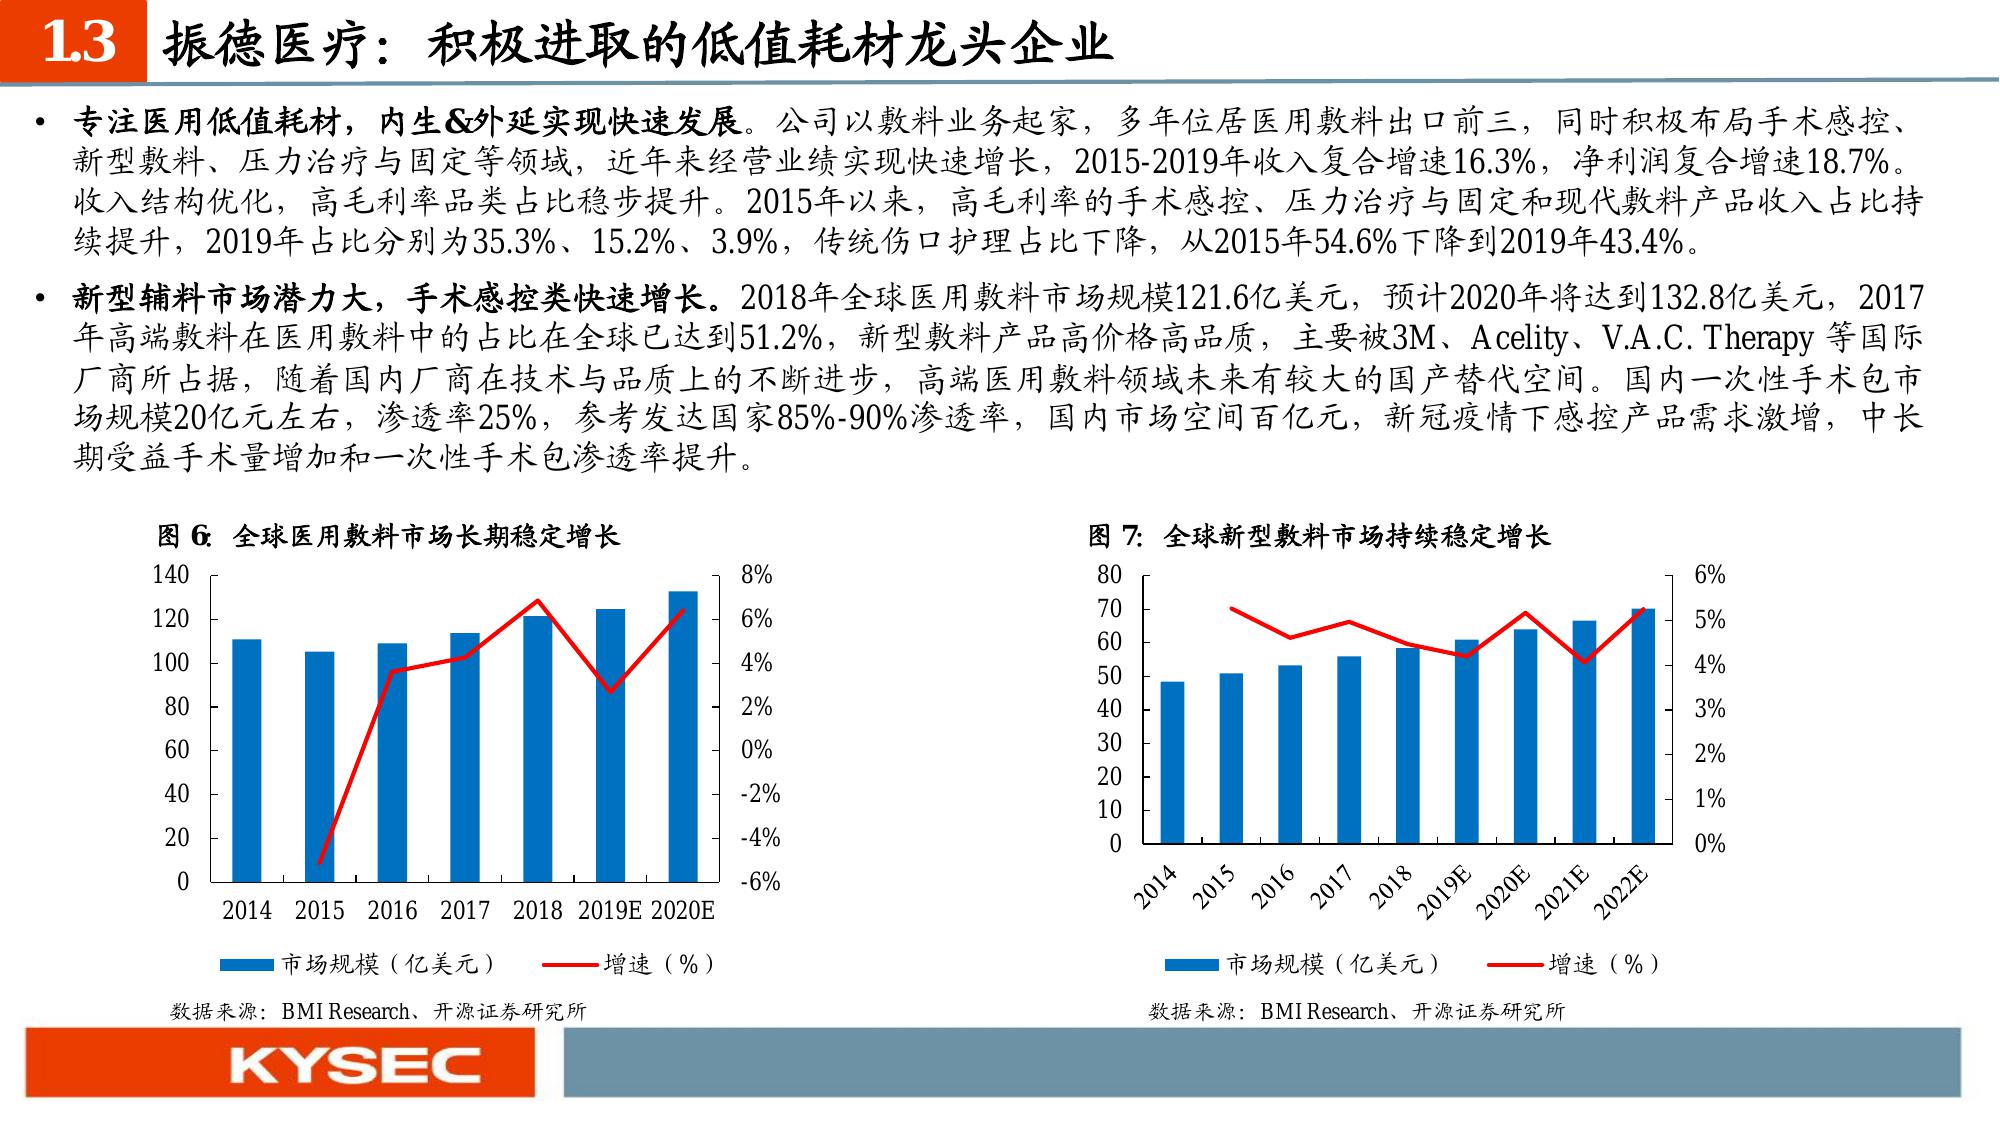 1.3 振德医疗：积极进取的低值耗材龙头企业
• 专注医用低值耗材，内生&外延实现快速发展。公司以敷料业务起家，多年位居医用敷料出口前三，同时积极布局手术感控、
新型敷料、压力治疗与固定等领域，近年来经营业绩实现快速增长，2015-2019年收入复合增速16.3%，净利润复合增速18.7%。
收入结构优化，高毛利率品类占比稳步提升。2015年以来，高毛利率的手术感控、压力治疗与固定和现代敷料产品收入占比持
续提升，2019年占比分别为35.3%、15.2%、3.9%，传统伤口护理占比下降，从2015年54.6%下降到2019年43.4%。
• 新型辅料市场潜力大，手术感控类快速增长。2018年全球医用敷料市场规模121.6亿美元，预计2020年将达到132.8亿美元，2017
年高端敷料在医用敷料中的占比在全球已达到51.2%，新型敷料产品高价格高品质，主要被3M、Acelity、V.A.C. Therapy 等国际
厂商所占据，随着国内厂商在技术与品质上的不断进步，高端医用敷料领域未来有较大的国产替代空间。国内一次性手术包市
场规模20亿元左右，渗透率25%，参考发达国家85%-90%渗透率，国内市场空间百亿元，新冠疫情下感控产品需求激增，中长
期受益手术量增加和一次性手术包渗透率提升。
图 6：全球医用敷料市场长期稳定增长
140
120
100
80
60
40
20
0
8%
6%
4%
2%
0%
-2%
-4%
-6%
2014 2015 2016 2017 2018 2019E 2020E
市场规模（亿美元） 增速（%）
数据来源：BMI Research、开源证券研究所
图 7：全球新型敷料市场持续稳定增长
80
70
60
50
40
30
20
10
0
6%
5%
4%
3%
2%
1%
0%
2014 2015 2016 2017 2018 2019E 2020E 2021E 2022E
市场规模（亿美元） 增速（%）
数据来源：BMI Research、开源证券研究所
KYSEC